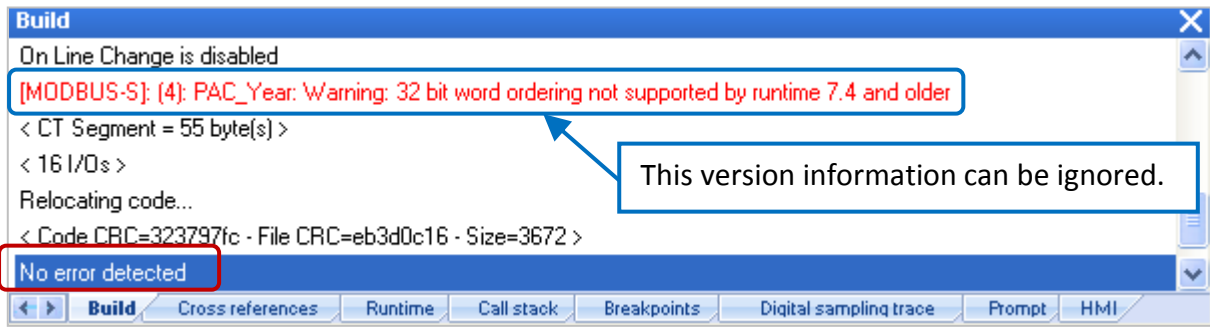 Build
On Line Change is disabled
[MODBUS-S]: (4): PAC_Year: Warning: 32 bit word ordering not supported by runtime 7.4 and older
< CT Segment = 55 byte(s) >
< 16 I/Os >
This version information can be ignored.
Relocating code...
< Code CRC=323797fc - File CRC=eb3d0c16 - Size=3672 >
No error detected
Build Cross references Runtime Call stack Breakpoints Digital sampling trace Prompt HMI